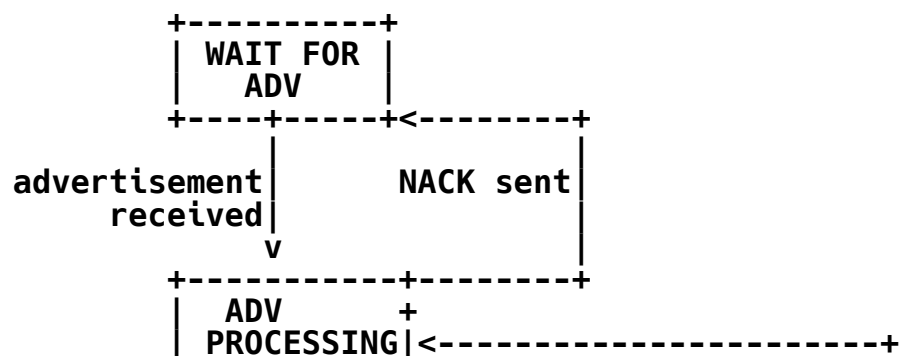 +----------+
| WAIT FOR |
|   ADV    |
+----+-----+<--------+
     |               |
advertisement|      NACK sent|
received|               |
v               |
+-----------+--------+
|  ADV      +
| PROCESSING|<-----------------------+